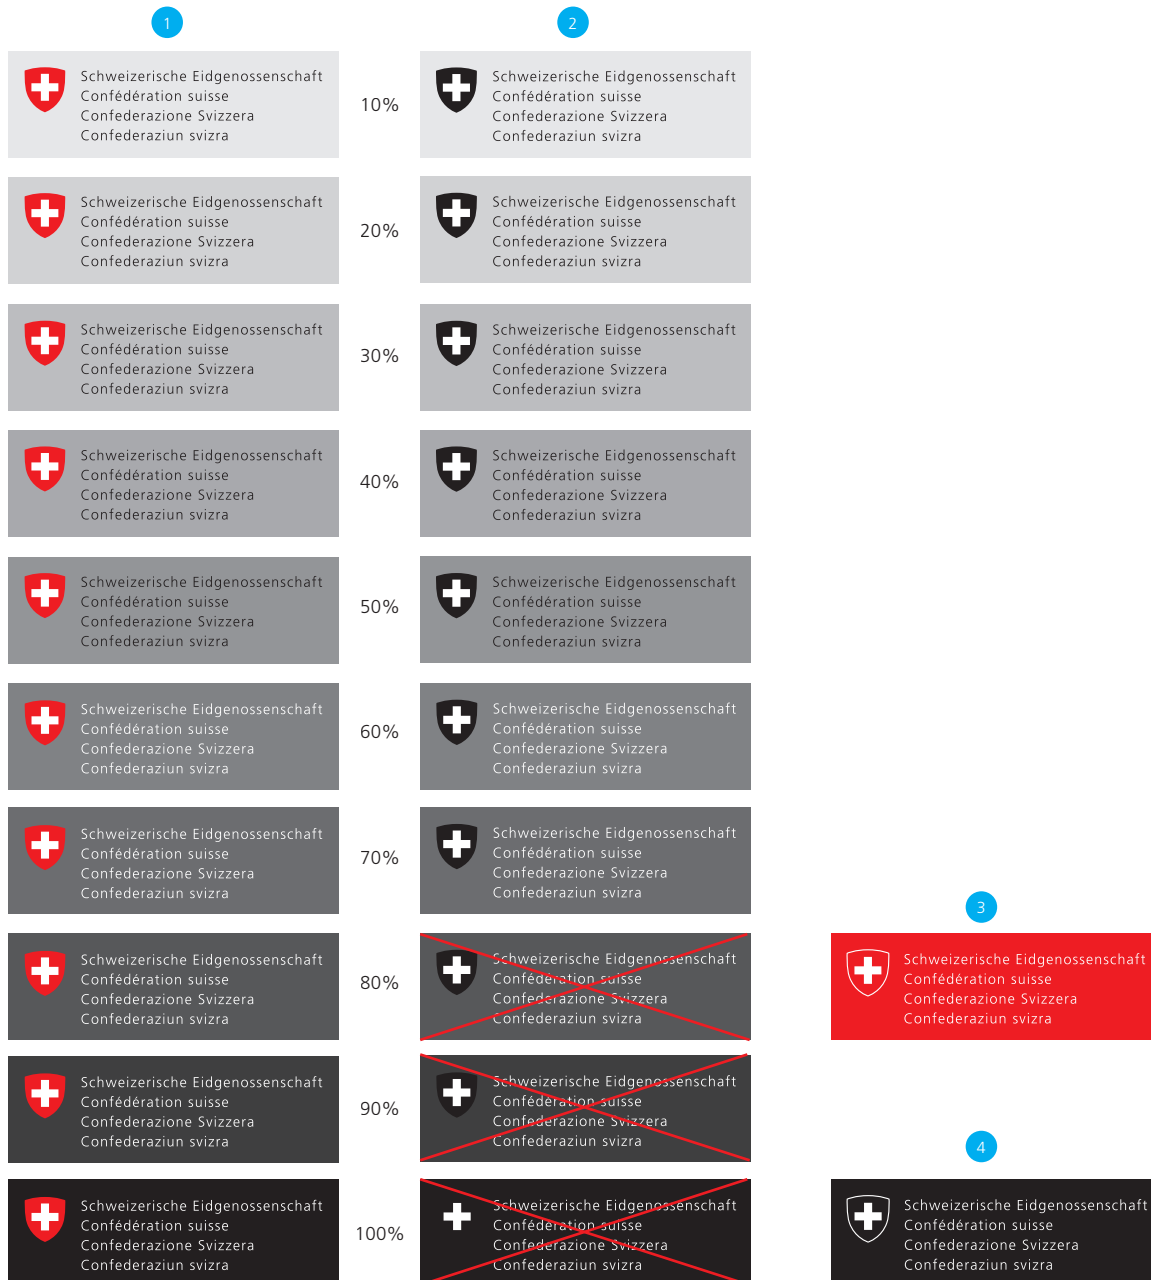 1
2
Schweizerische Eidgenossenschaft
Confédération suisse
Confederazione Svizzera
Confederaziun svizra
10%
Schweizerische Eidgenossenschaft
Confédération suisse
Confederazione Svizzera
Confederaziun svizra
Schweizerische Eidgenossenschaft
Confédération suisse
Confederazione Svizzera
Confederaziun svizra
20%
Schweizerische Eidgenossenschaft
Confédération suisse
Confederazione Svizzera
Confederaziun svizra
Schweizerische Eidgenossenschaft
Confédération suisse
Confederazione Svizzera
Confederaziun svizra
30%
Schweizerische Eidgenossenschaft
Confédération suisse
Confederazione Svizzera
Confederaziun svizra
Schweizerische Eidgenossenschaft
Confédération suisse
Confederazione Svizzera
Confederaziun svizra
40%
Schweizerische Eidgenossenschaft
Confédération suisse
Confederazione Svizzera
Confederaziun svizra
Schweizerische Eidgenossenschaft
Confédération suisse
Confederazione Svizzera
Confederaziun svizra
50%
Schweizerische Eidgenossenschaft
Confédération suisse
Confederazione Svizzera
Confederaziun svizra
Schweizerische Eidgenossenschaft
Confédération suisse
Confederazione Svizzera
Confederaziun svizra
60%
Schweizerische Eidgenossenschaft
Confédération suisse
Confederazione Svizzera
Confederaziun svizra
Schweizerische Eidgenossenschaft
Confédération suisse
Confederazione Svizzera
Confederaziun svizra
70%
Schweizerische Eidgenossenschaft
Confédération suisse
Confederazione Svizzera
Confederaziun svizra
3
Schweizerische Eidgenossenschaft
Confédération suisse
Confederazione Svizzera
Confederaziun svizra
80%
Schweizerische Eidgenossenschaft
Confédération suisse
Confederazione Svizzera
Confederaziun svizra
Schweizerische Eidgenossenschaft
Confédération suisse
Confederazione Svizzera
Confederaziun svizra
Schweizerische Eidgenossenschaft
Confédération suisse
Confederazione Svizzera
Confederaziun svizra
90%
Schweizerische Eidgenossenschaft
Confédération suisse
Confederazione Svizzera
Confederaziun svizra
4
Schweizerische Eidgenossenschaft
Confédération suisse
Confederazione Svizzera
Confederaziun svizra
100%
Schweizerische Eidgenossenschaft
Confédération suisse
Confederazione Svizzera
Confederaziun svizra
Schweizerische Eidgenossenschaft
Confédération suisse
Confederazione Svizzera
Confederaziun svizra